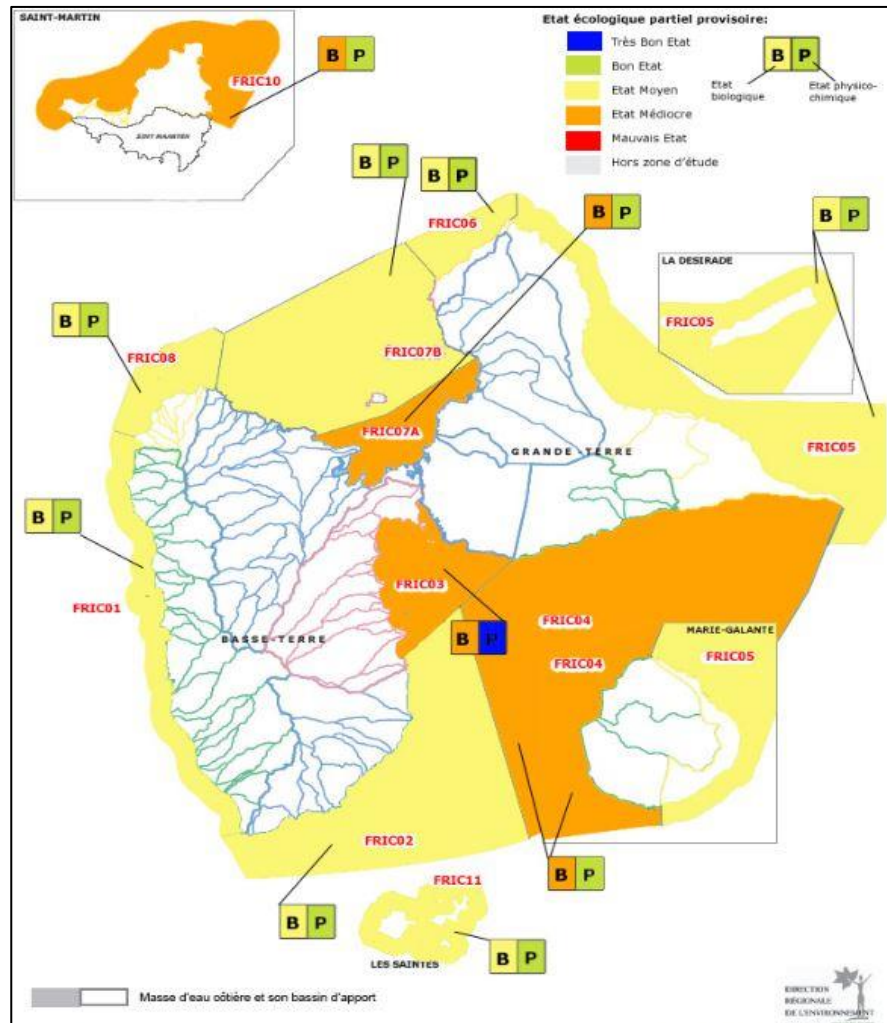 SAINT-MARTIN
FRIC10
SINT MAARTEN
B P
Etat écologique partiel provisoire:
Très Bon Etat
Bon Etat
Etat Moyen
Etat Médiocre
Mauvais Etat
Hors zone d'étude
B P
Etat biologique
Etat physico-chimique
B P
B P
FRIC06
B P
B P
LA DESIRADE
FRIC05
B P
FRIC08
FRIC07B
FRIC07A
GRANDE-TERRE
FRIC05
B P
FRIC01
FRIC03
BASSE-TERRE
B P
FRIC04
FRIC04
MARIE-GALANTE
FRIC05
FRIC02
B P
FRIC11
B P
LES SAINTES
B P
Masse d'eau côtière et son bassin d'apport
DIRECTION
RÉGIONALE
DE L'ENVIRONNEMENT